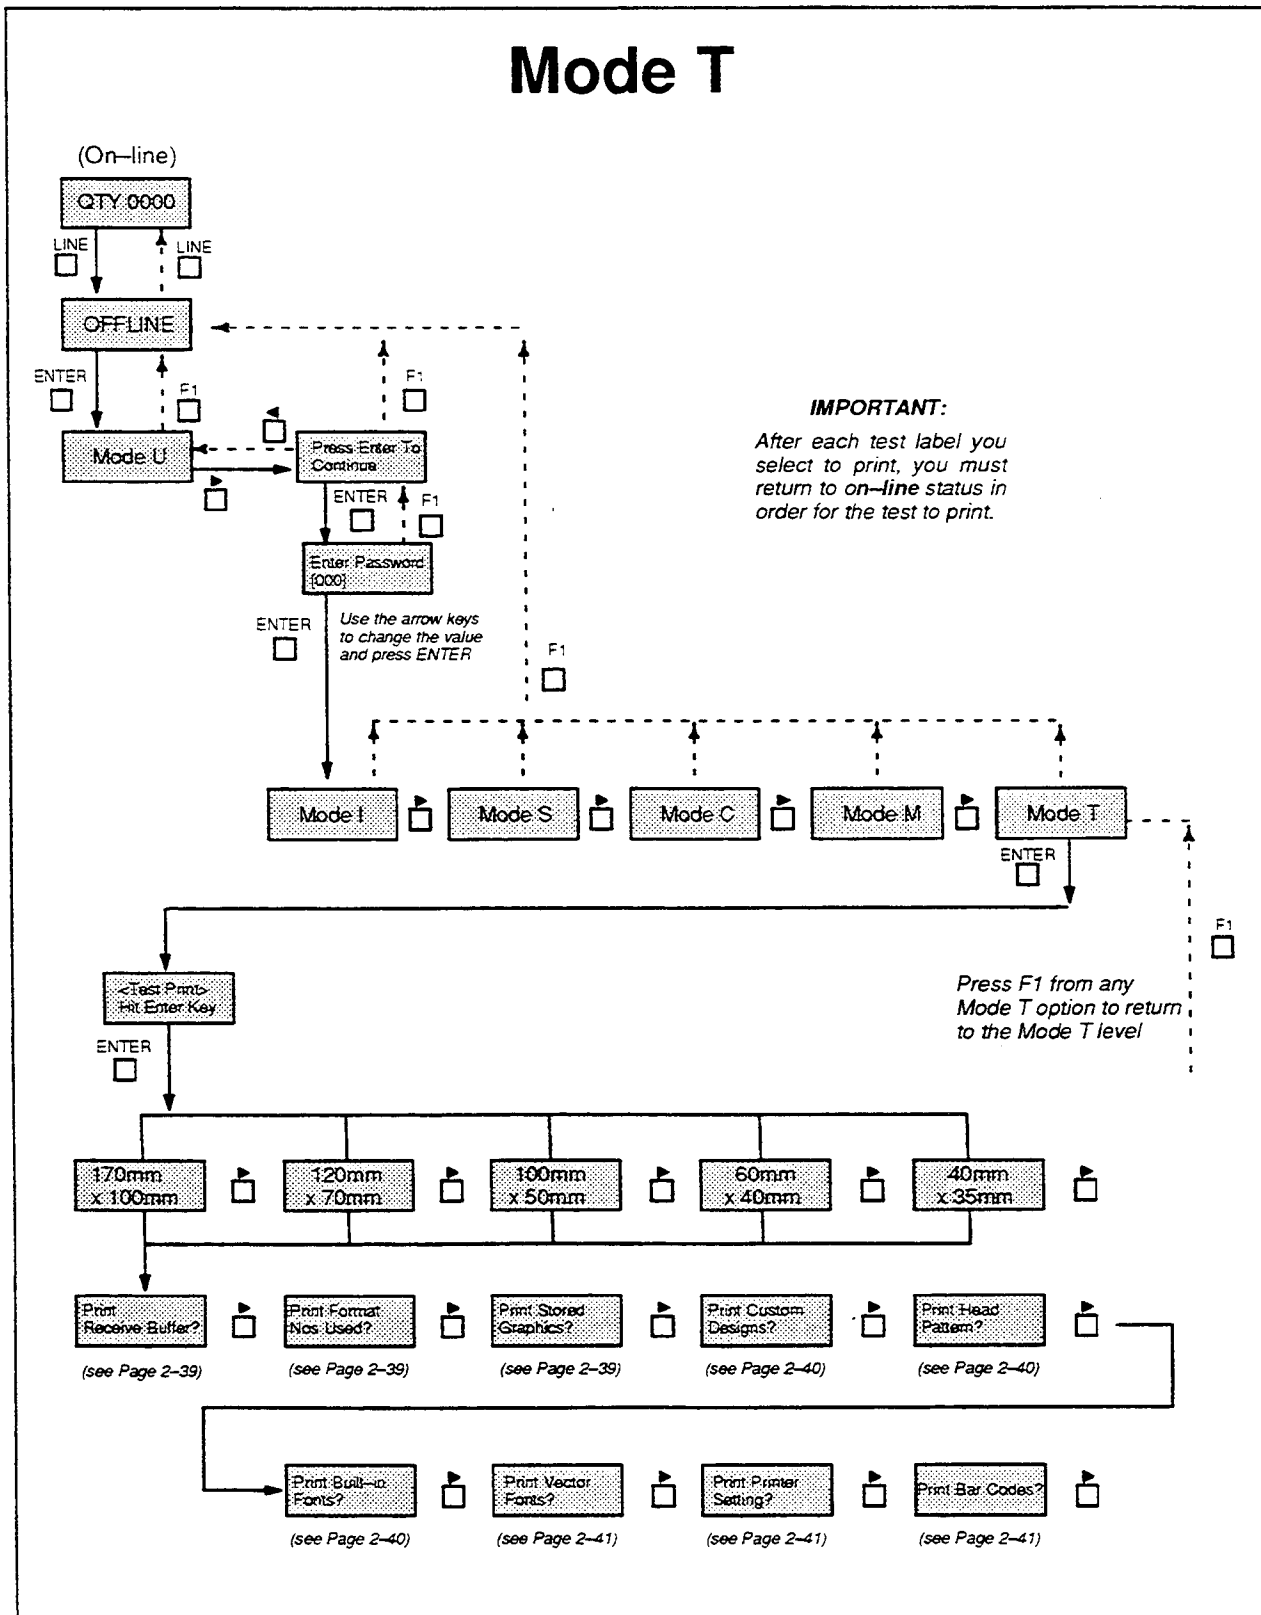 Mode T
(On–line)
QTY 0000
LINE
LINE
OFFLINE
ENTER
F1
F1
Mode U
Press Enter To
Continue
ENTER
F1
Enter Password
[000]
ENTER
Use the arrow keys
to change the value
and press ENTER
IMPORTANT:
After each test label you
select to print, you must
return to on–line status in
order for the test to print.
F1
Mode I
Mode S
Mode C
Mode M
Mode T
ENTER
F1
<Test Print>
Hit Enter Key
Press F1 from any
Mode T option to return
to the Mode T level
ENTER
170mm
x 100mm
120mm
x 70mm
100mm
x 50mm
60mm
x 40mm
40mm
x 35mm
Print
Receive Buffer?
Print Format
Nos Used?
Print Stored
Graphics?
Print Custom
Designs?
Print Head
Pattern?
(see Page 2–39)
(see Page 2–39)
(see Page 2–39)
(see Page 2–40)
(see Page 2–40)
Print Built–in
Fonts?
Print Vector
Fonts?
Print Printer
Setting?
Print Bar Codes?
(see Page 2–40)
(see Page 2–41)
(see Page 2–41)
(see Page 2–41)